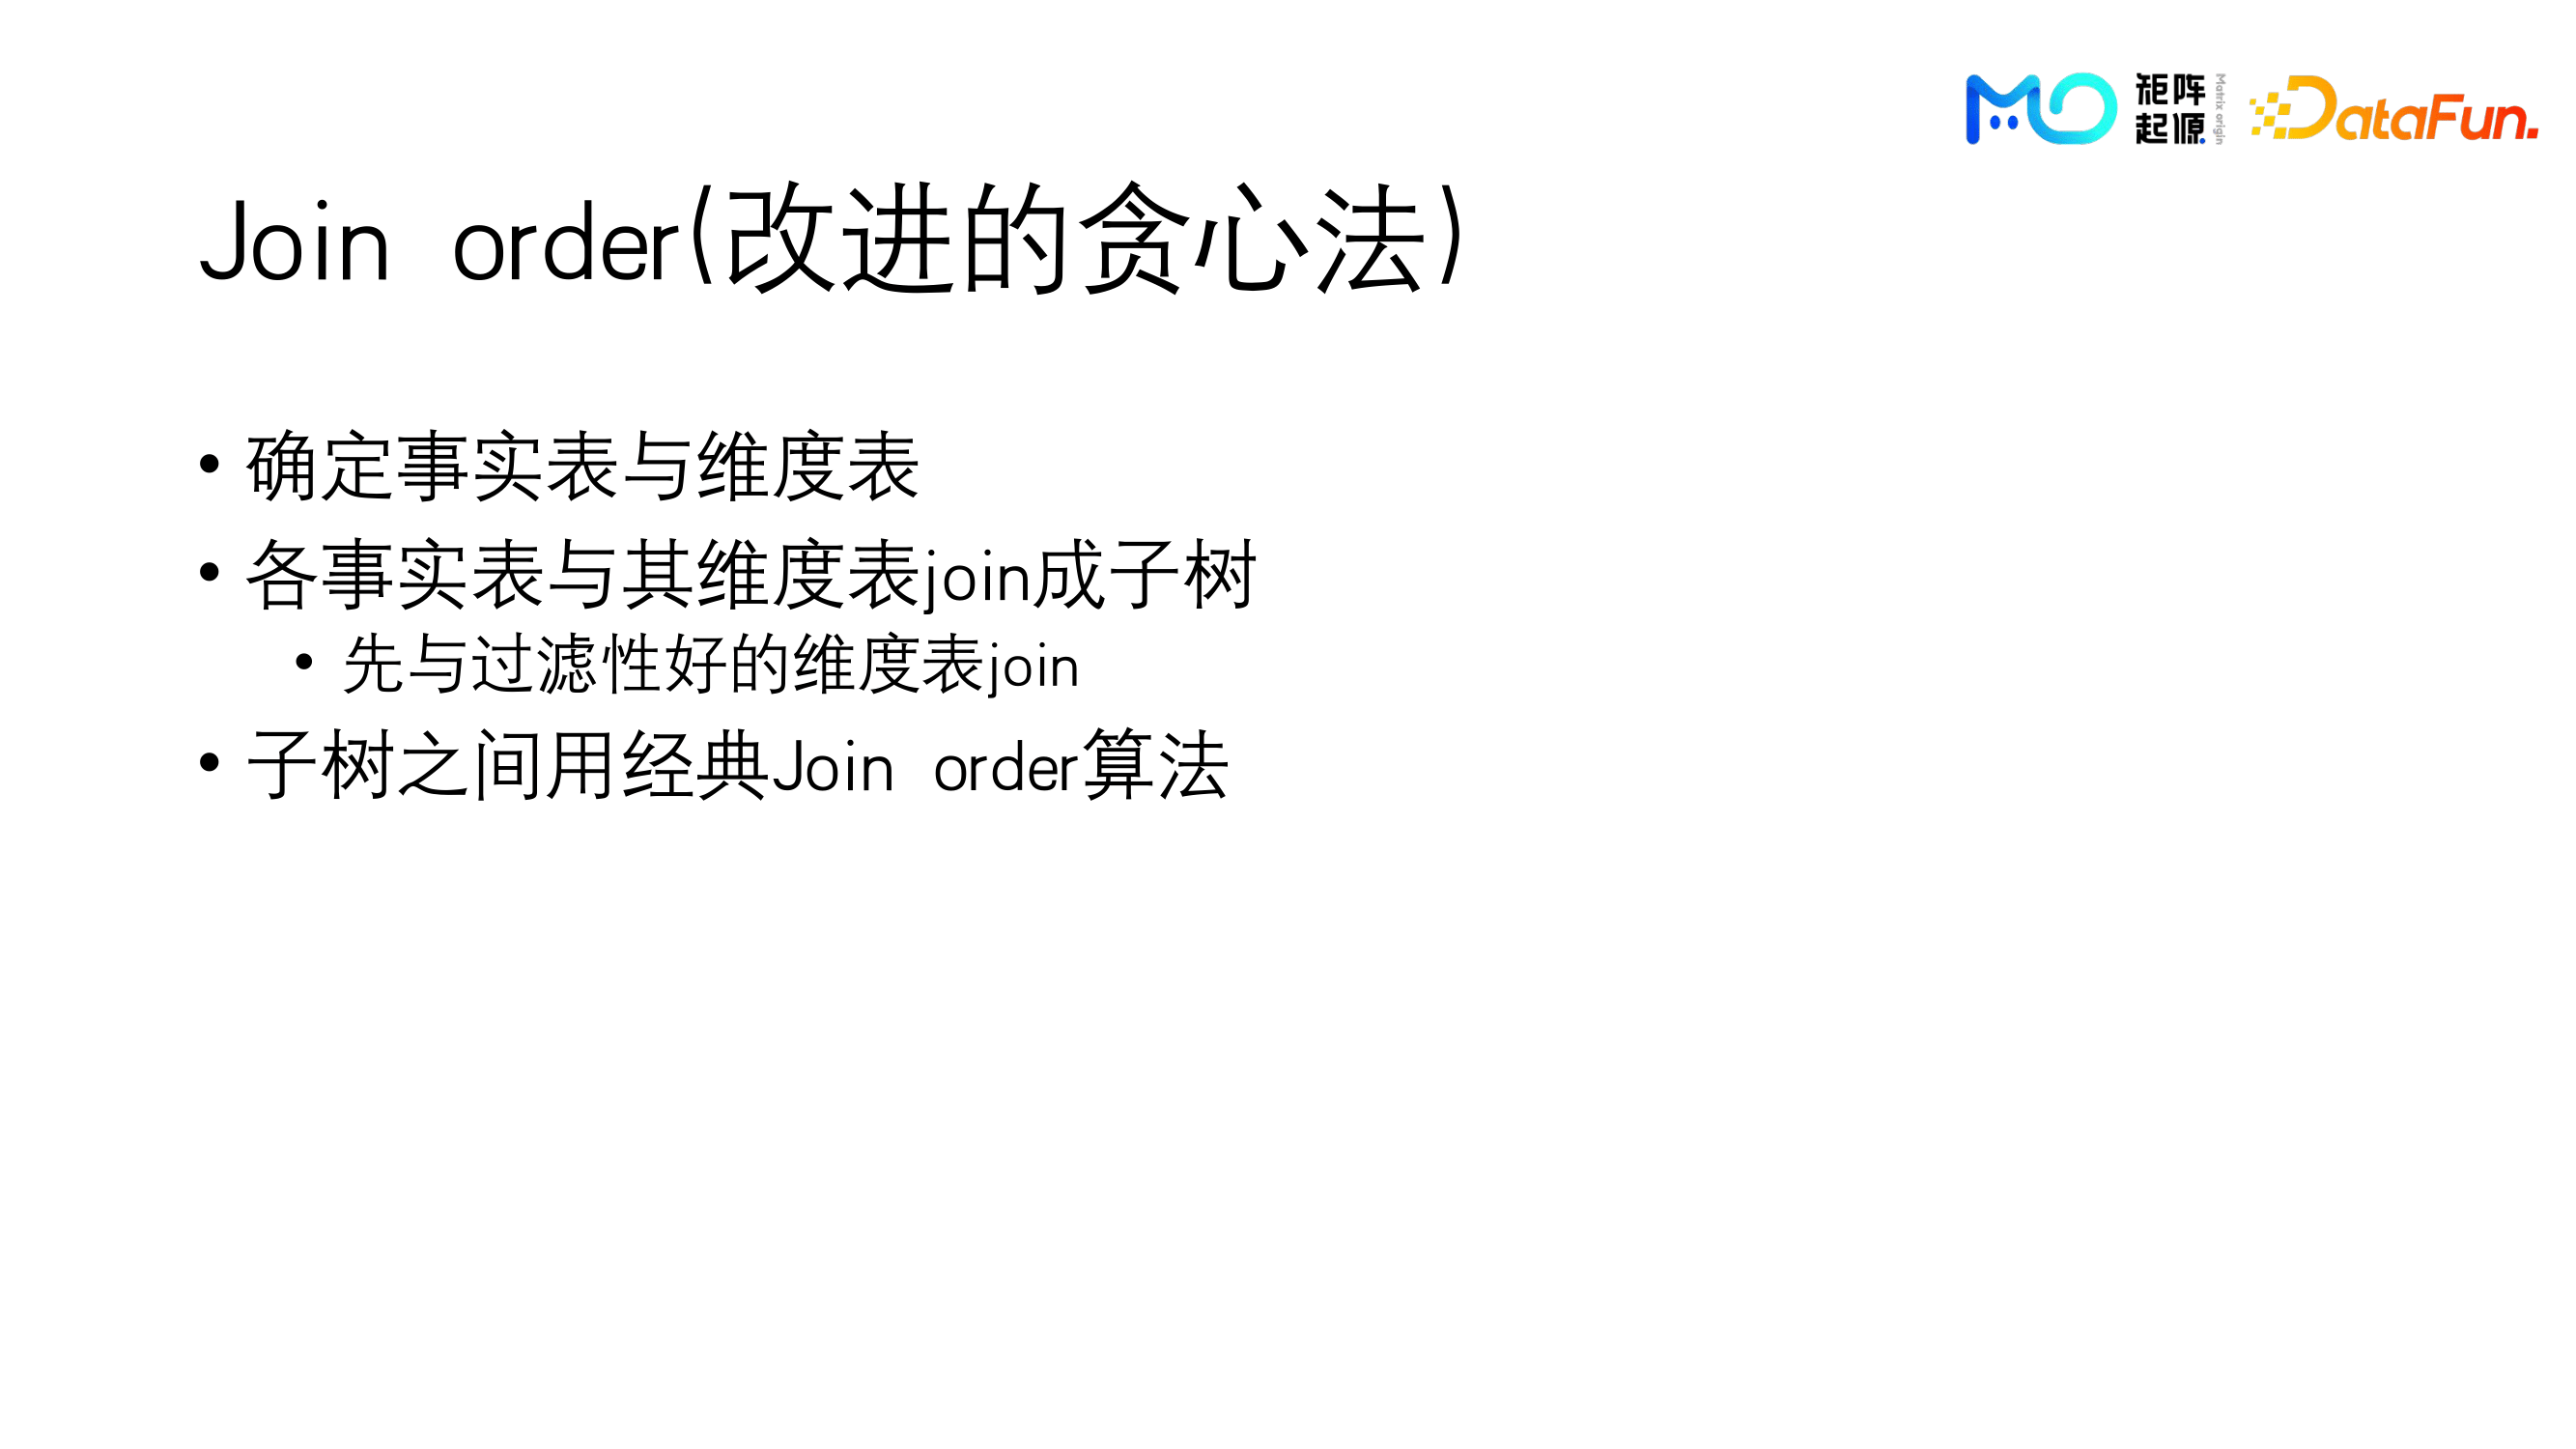 MO 矩阵起源 Matrix origin DataFun.
Join order(改进的贪心法)
• 确定事实表与维度表
• 各事实表与其维度表join成子树
• 先与过滤性好的维度表join
• 子树之间用经典Join order算法